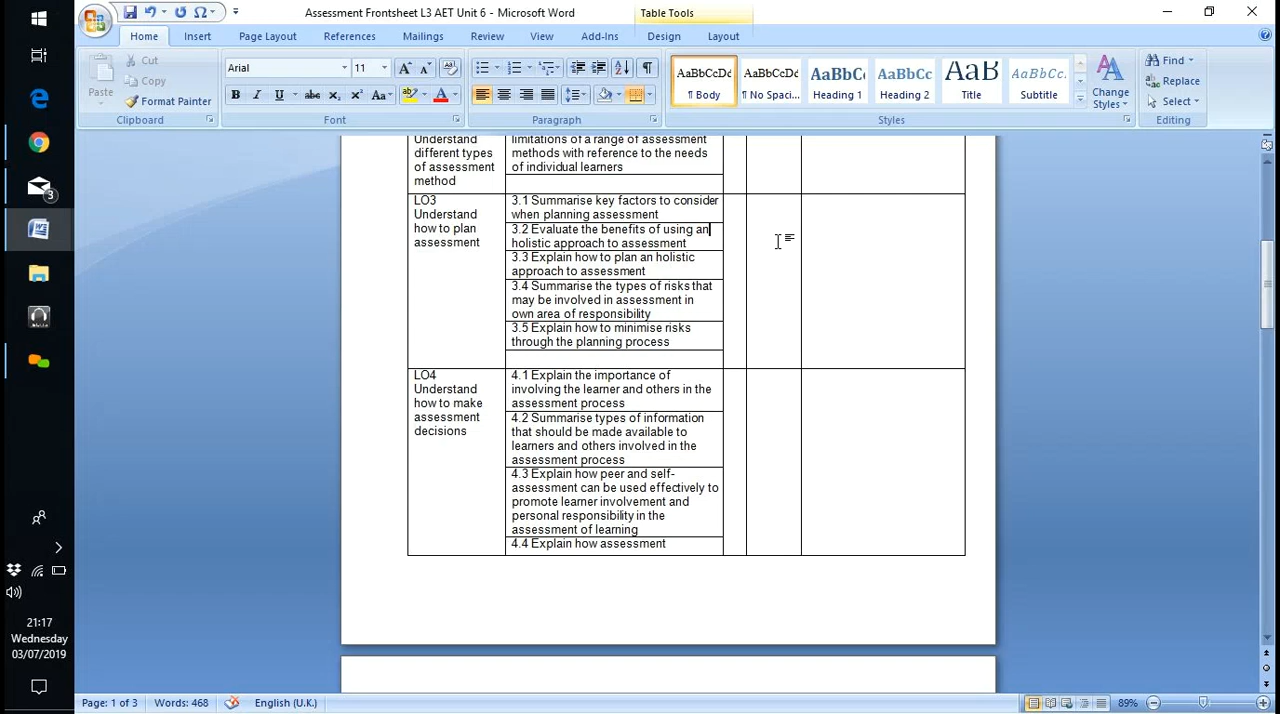 Assessment Frontsheet L3 AET Unit 6 - Microsoft Word
Table Tools
Home Insert Page Layout References Mailings Review View Add-Ins Design Layout
Paste
Cut
Copy
Format Painter
Clipboard
Arial 11
B I U abc x₂ x² Aa
Font
Paragraph
AaBbCcDd
¶ Body
AaBbCcDd
¶ No Spaci...
AaBbCc
Heading 1
AaBbCc
Heading 2
AaB
Title
AaBbCc.
Subtitle
Change
Styles
Styles
Find
Replace
Select
Editing
Understand
different types
of assessment
method
limitations of a range of assessment
methods with reference to the needs
of individual learners
LO3
Understand
how to plan
assessment
3.1 Summarise key factors to consider
when planning assessment
3.2 Evaluate the benefits of using an
holistic approach to assessment
3.3 Explain how to plan an holistic
approach to assessment
3.4 Summarise the types of risks that
may be involved in assessment in
own area of responsibility
3.5 Explain how to minimise risks
through the planning process
LO4
Understand
how to make
assessment
decisions
4.1 Explain the importance of
involving the learner and others in the
assessment process
4.2 Summarise types of information
that should be made available to
learners and others involved in the
assessment process
4.3 Explain how peer and self-
assessment can be used effectively to
promote learner involvement and
personal responsibility in the
assessment of learning
4.4 Explain how assessment
3
21:17
Wednesday
03/07/2019
Page: 1 of 3 Words: 468 English (U.K.) 89%